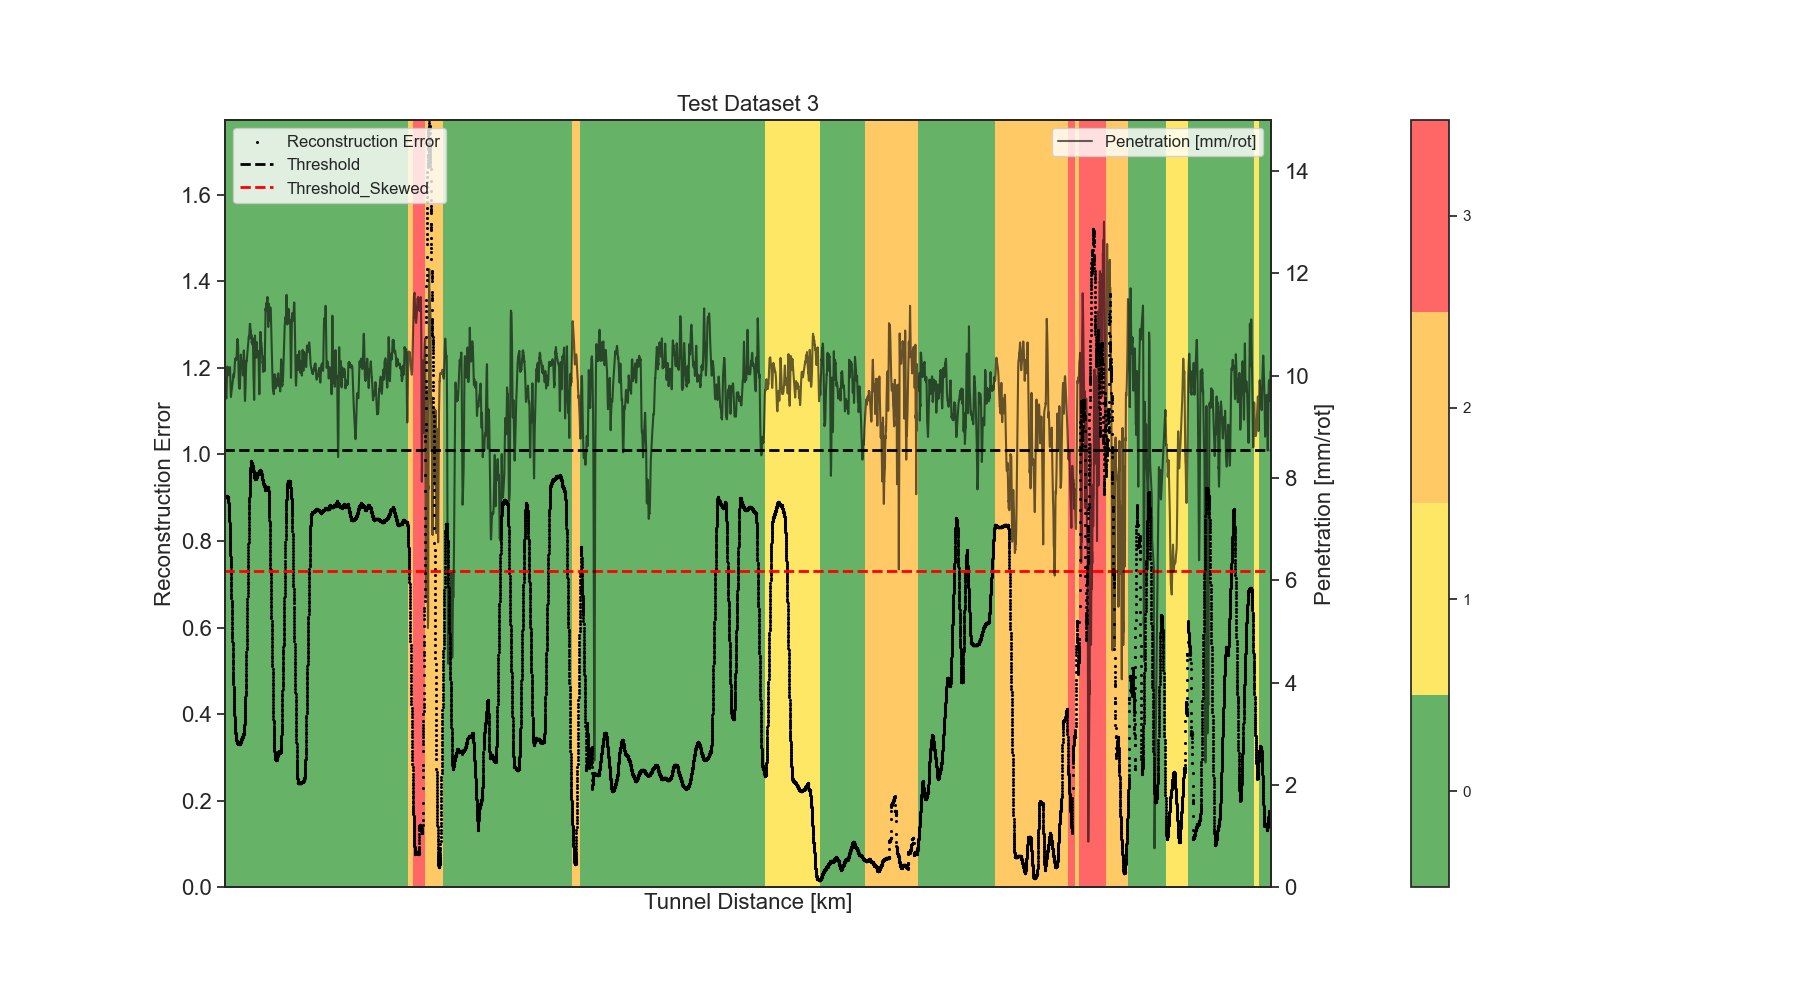 Test Dataset 3
Reconstruction Error
Threshold
Threshold_Skewed
Penetration [mm/rot]
Reconstruction Error
1.6
1.4
1.2
1.0
0.8
0.6
0.4
0.2
0.0
Tunnel Distance [km]
14
12
10
8
6
4
2
0
Penetration [mm/rot]
3
2
1
0